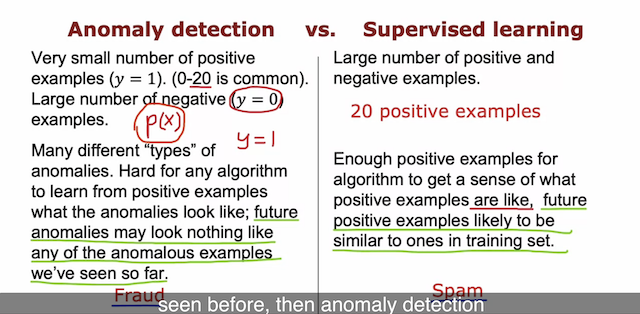 Anomaly detection vs. Supervised learning
Very small number of positive
examples (y = 1). (0-20 is common).
Large number of negative (y = 0)
examples.
p(x)
y=1
Many different “types” of
anomalies. Hard for any algorithm
to learn from positive examples
what the anomalies look like; future
anomalies may look nothing like
any of the anomalous examples
we’ve seen so far.
Fraud
Large number of positive and
negative examples.
20 positive examples
Enough positive examples for
algorithm to get a sense of what
positive examples are like, future
positive examples likely to be
similar to ones in training set.
Spam
seen before, then anomaly detection